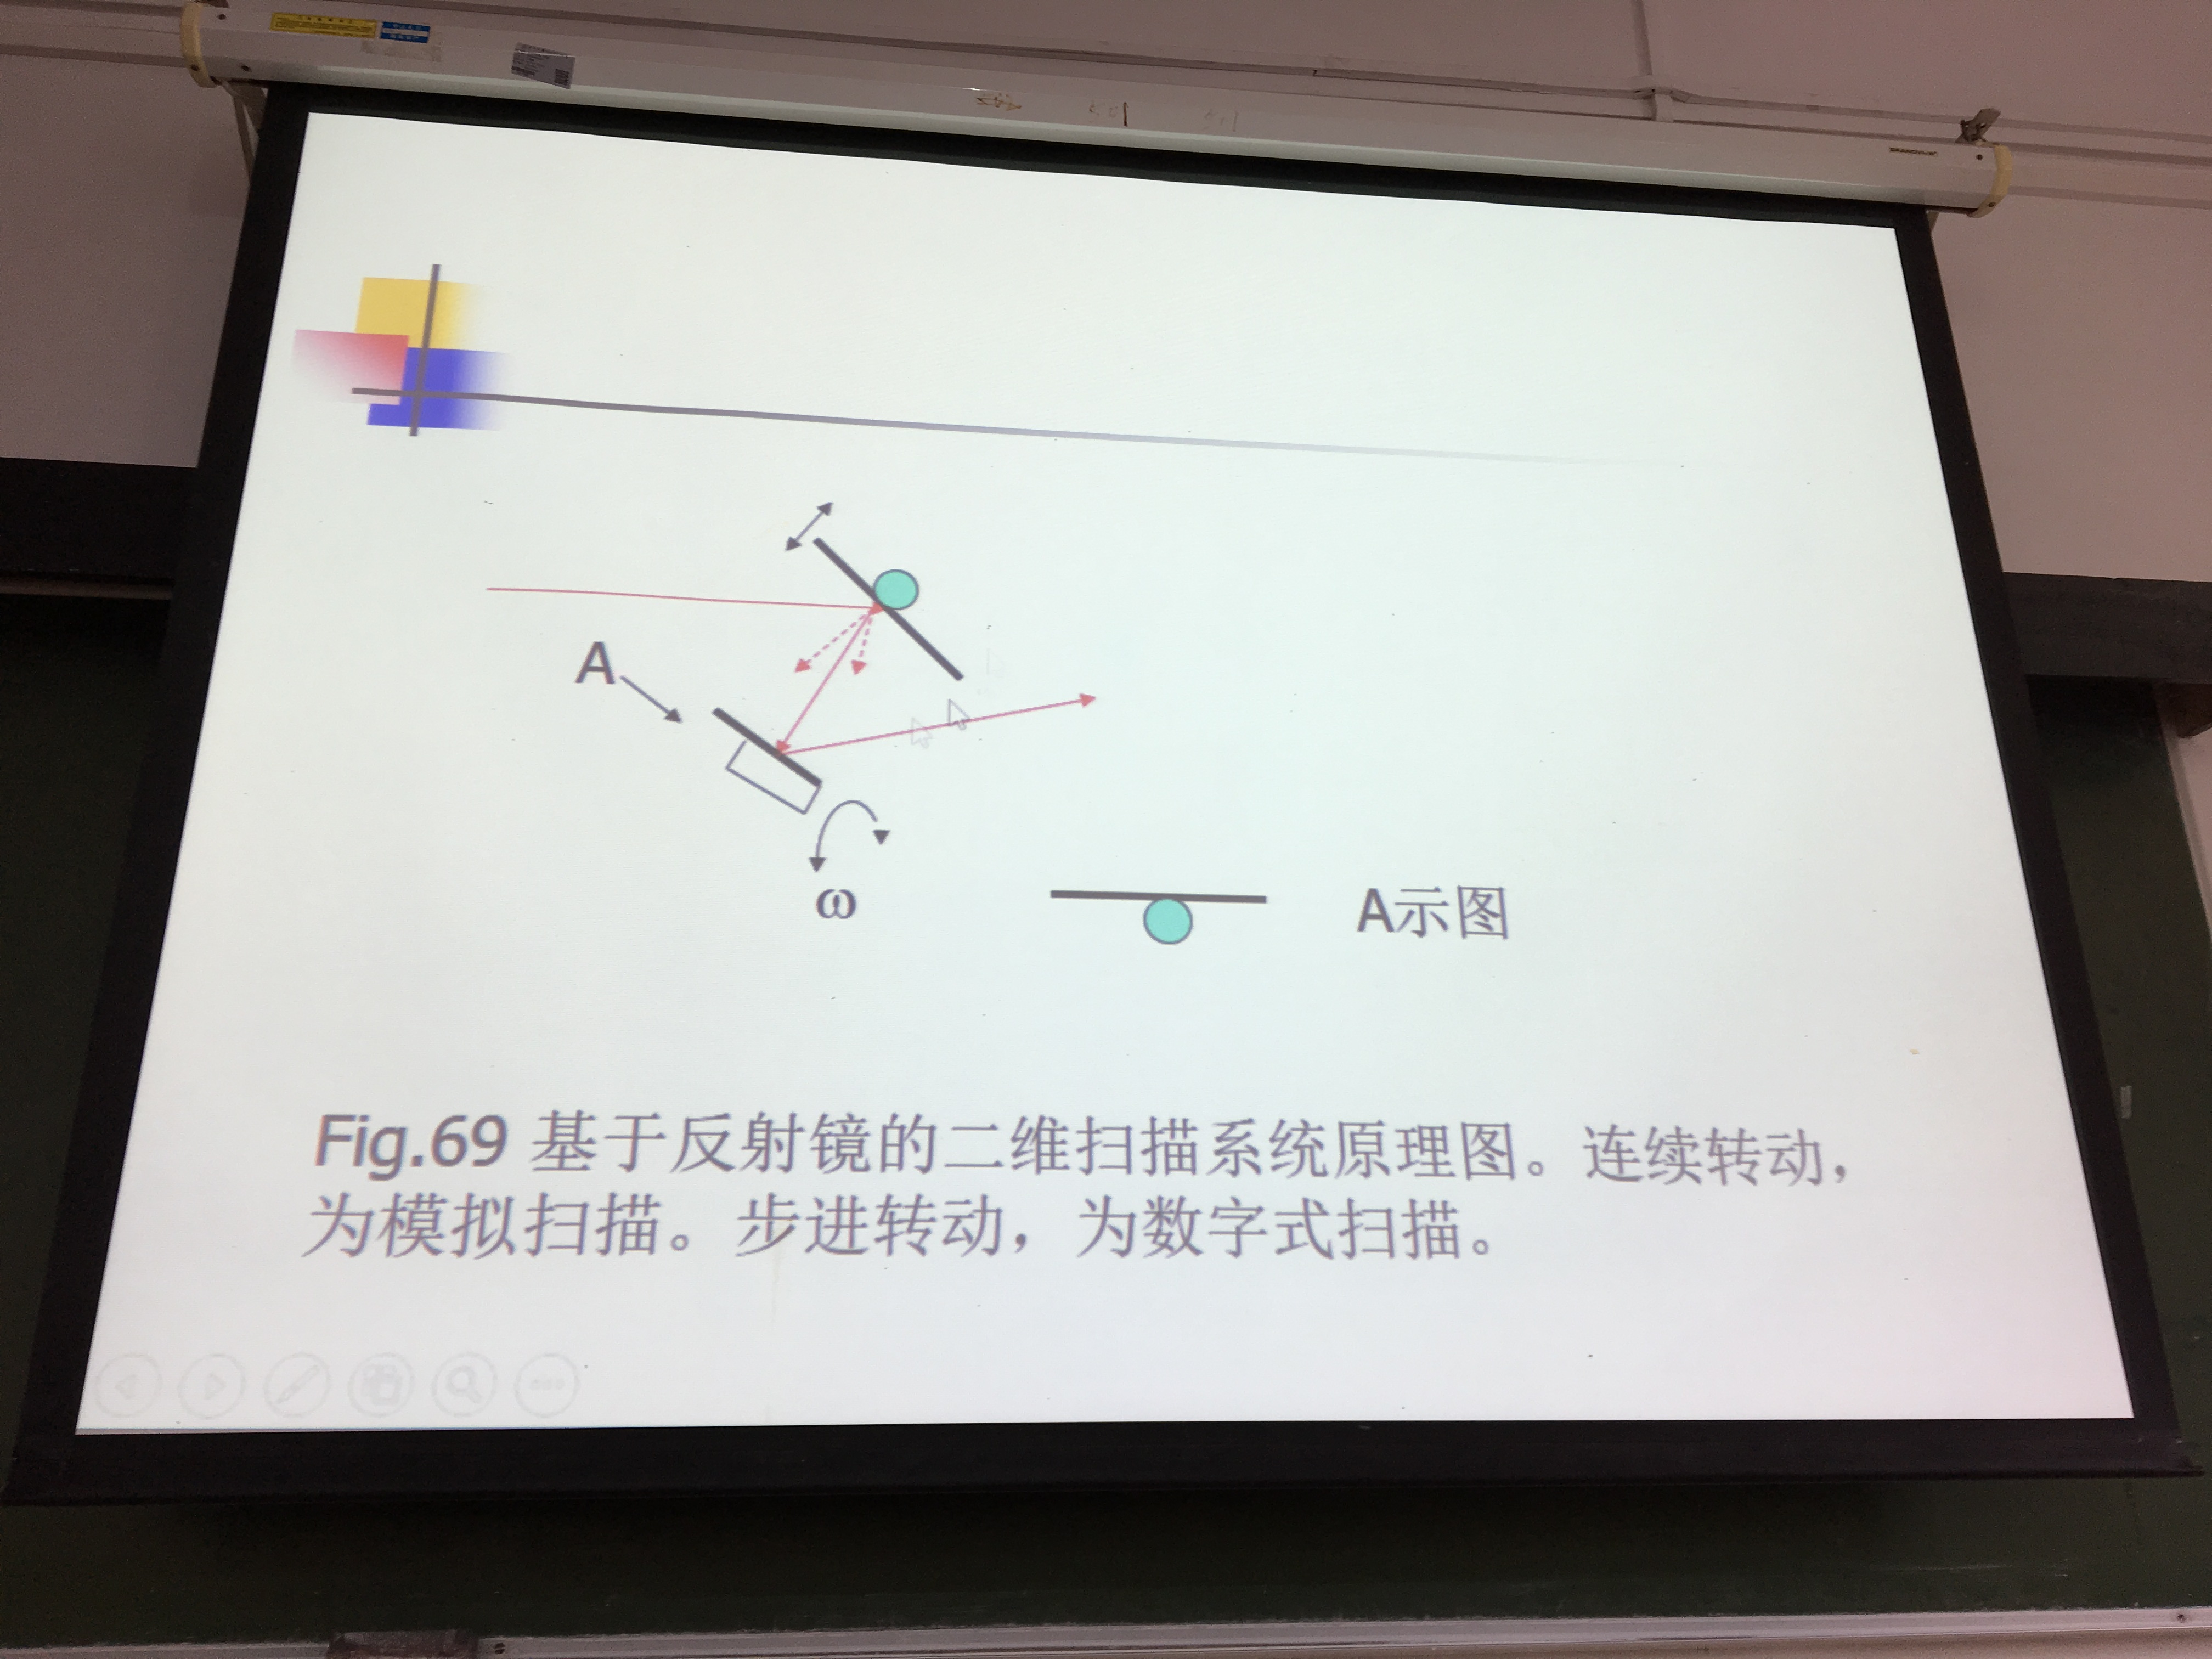 A
ω
A示图
Fig.69 基于反射镜的二维扫描系统原理图。连续转动，
为模拟扫描。步进转动，为数字式扫描。